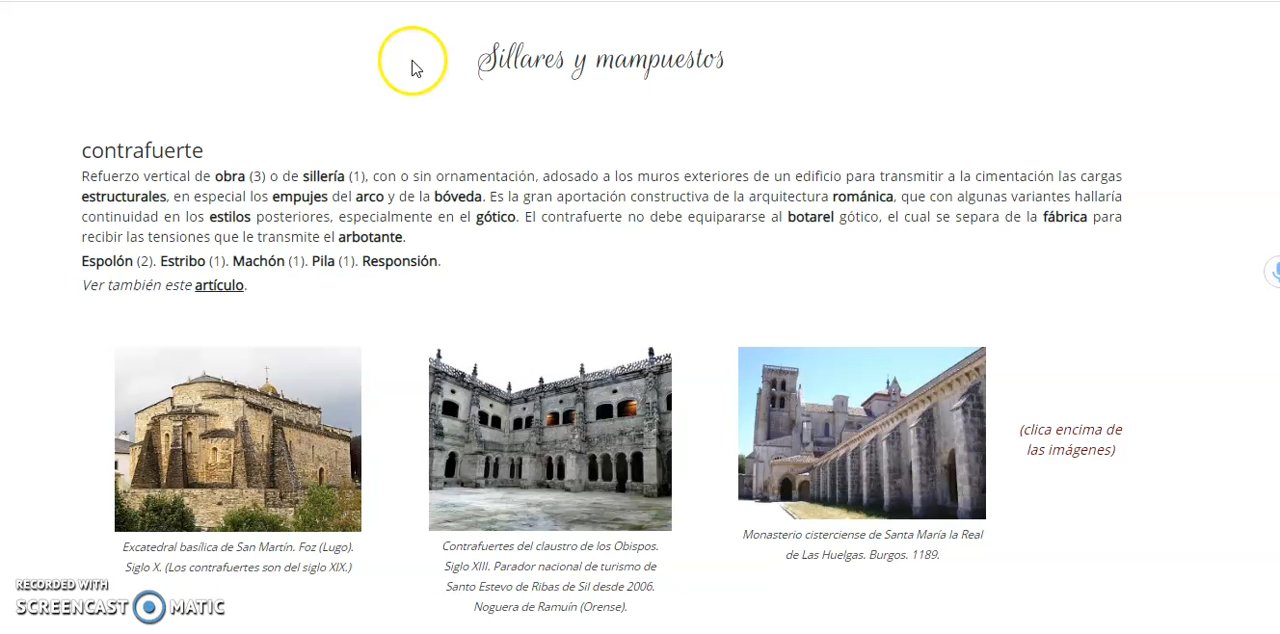 Sillares y mampuestos
contrafuerte
Refuerzo vertical de obra (3) o de sillería (1), con o sin ornamentación, adosado a los muros exteriores de un edificio para transmitir a la cimentación las cargas
estructurales, en especial los empujes del arco y de la bóveda. Es la gran aportación constructiva de la arquitectura románica, que con algunas variantes hallaría
continuidad en los estilos posteriores, especialmente en el gótico. El contrafuerte no debe equipararse al botarel gótico, el cual se separa de la fábrica para
recibir las tensiones que le transmite el arbotante.
Espolón (2). Estribo (1). Machón (1). Pila (1). Responsión.
Ver también este artículo.
Excatedral basílica de San Martín. Foz (Lugo).
Siglo X. (Los contrafuertes son del siglo XIX.)
Contrafuertes del claustro de los Obispos.
Siglo XIII. Parador nacional de turismo de
Santo Estevo de Ribas de Sil desde 2006.
Noguera de Ramuín (Orense).
Monasterio cisterciense de Santa María la Real
de Las Huelgas. Burgos. 1189.
(clica encima de
las imágenes)
RECORDED WITH
SCREENCAST MATIC